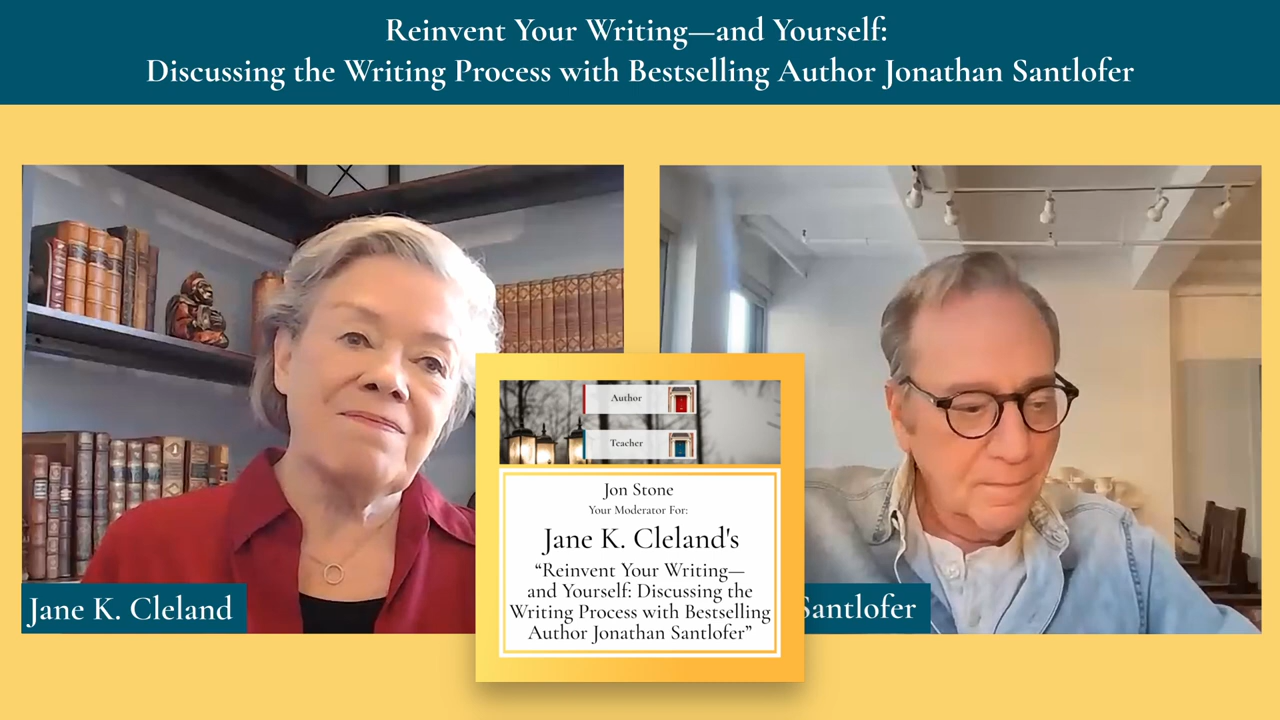 Reinvent Your Writing—and Yourself:
Discussing the Writing Process with Bestselling Author Jonathan Santlofer
Author
Teacher
Jon Stone
Your Moderator For:
Jane K. Cleland's
“Reinvent Your Writing—
and Yourself: Discussing the
Writing Process with Bestselling
Author Jonathan Santlofer”
Jane K. Cleland
Santlofer